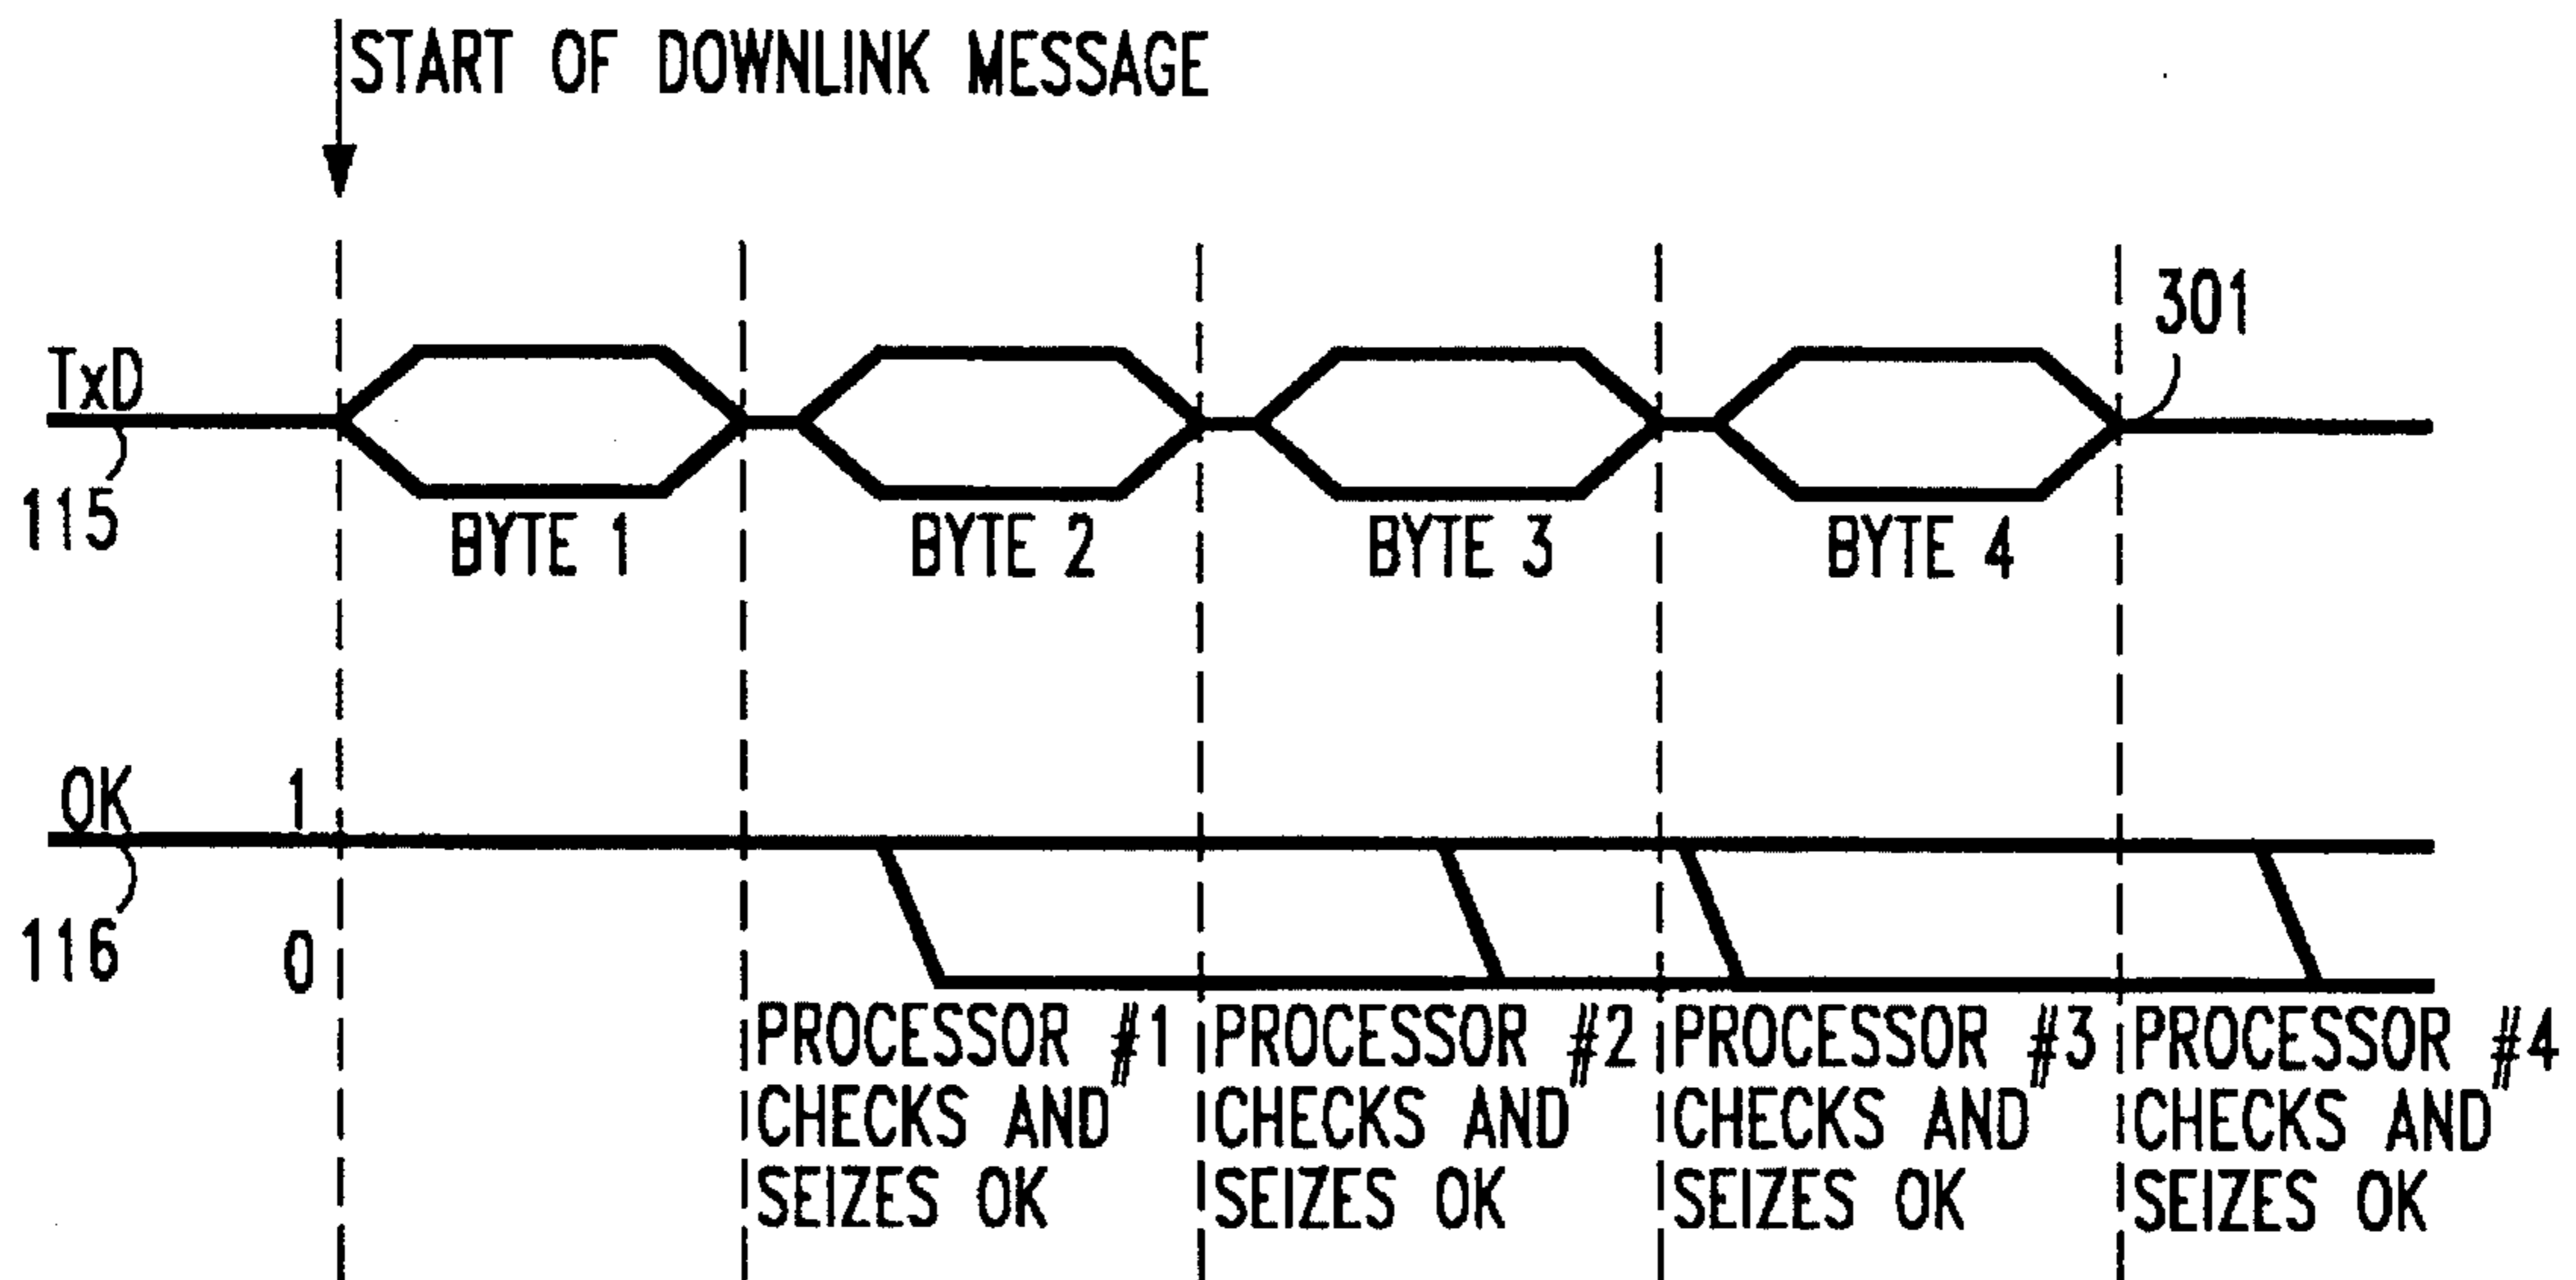 START OF DOWNLINK MESSAGE
301
TxD
115
BYTE 1
BYTE 2
BYTE 3
BYTE 4
OK
1
116
0
PROCESSOR #1
CHECKS AND
SEIZES OK
PROCESSOR #2
CHECKS AND
SEIZES OK
PROCESSOR #3
CHECKS AND
SEIZES OK
PROCESSOR #4
CHECKS AND
SEIZES OK